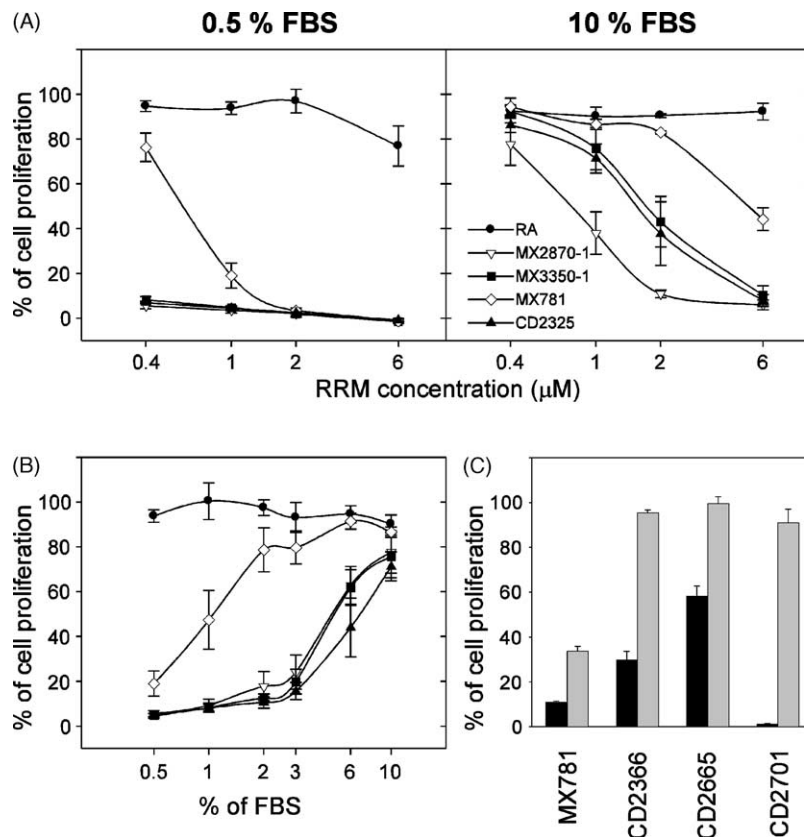 (A)
0.5 % FBS
10 % FBS
% of cell proliferation
100
80
60
40
20
0
RA
MX2870-1
MX3350-1
MX781
CD2325
0.4
1
2
6
0.4
1
2
6
RRM concentration (μM)
(B)
% of cell proliferation
100
80
60
40
20
0
0.5
1
2
3
6
10
% of FBS
(C)
% of cell proliferation
100
80
60
40
20
0
MX781
CD2366
CD2665
CD2701